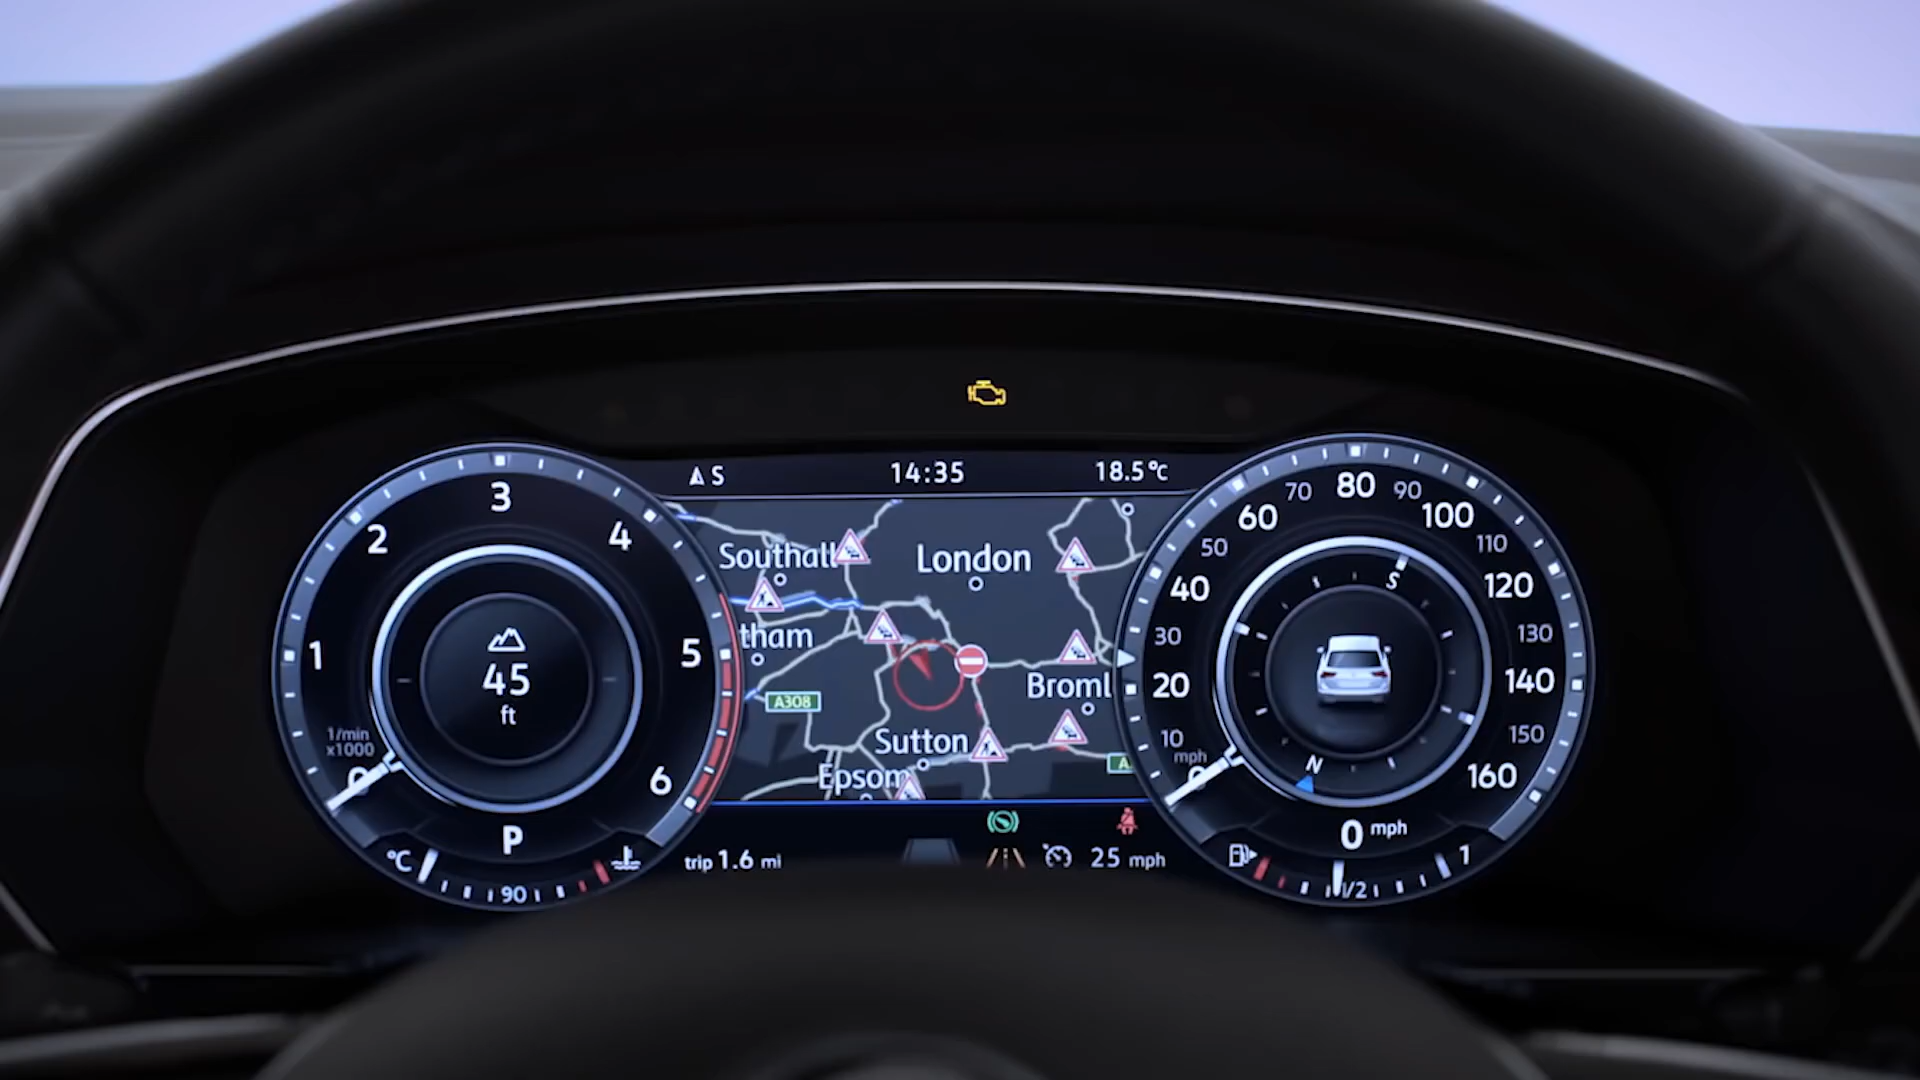 S
14:35
18.5°C
1/min
x1000
0
1
2
3
4
5
6
45
ft
P
°C
90
Southall
London
tham
A308
Broml
Sutton
Epsom
A
trip 1.6 mi
25 mph
0
10
mph
20
30
40
50
60
70
80
90
100
110
120
130
140
150
160
S
N
0 mph
1/2
1